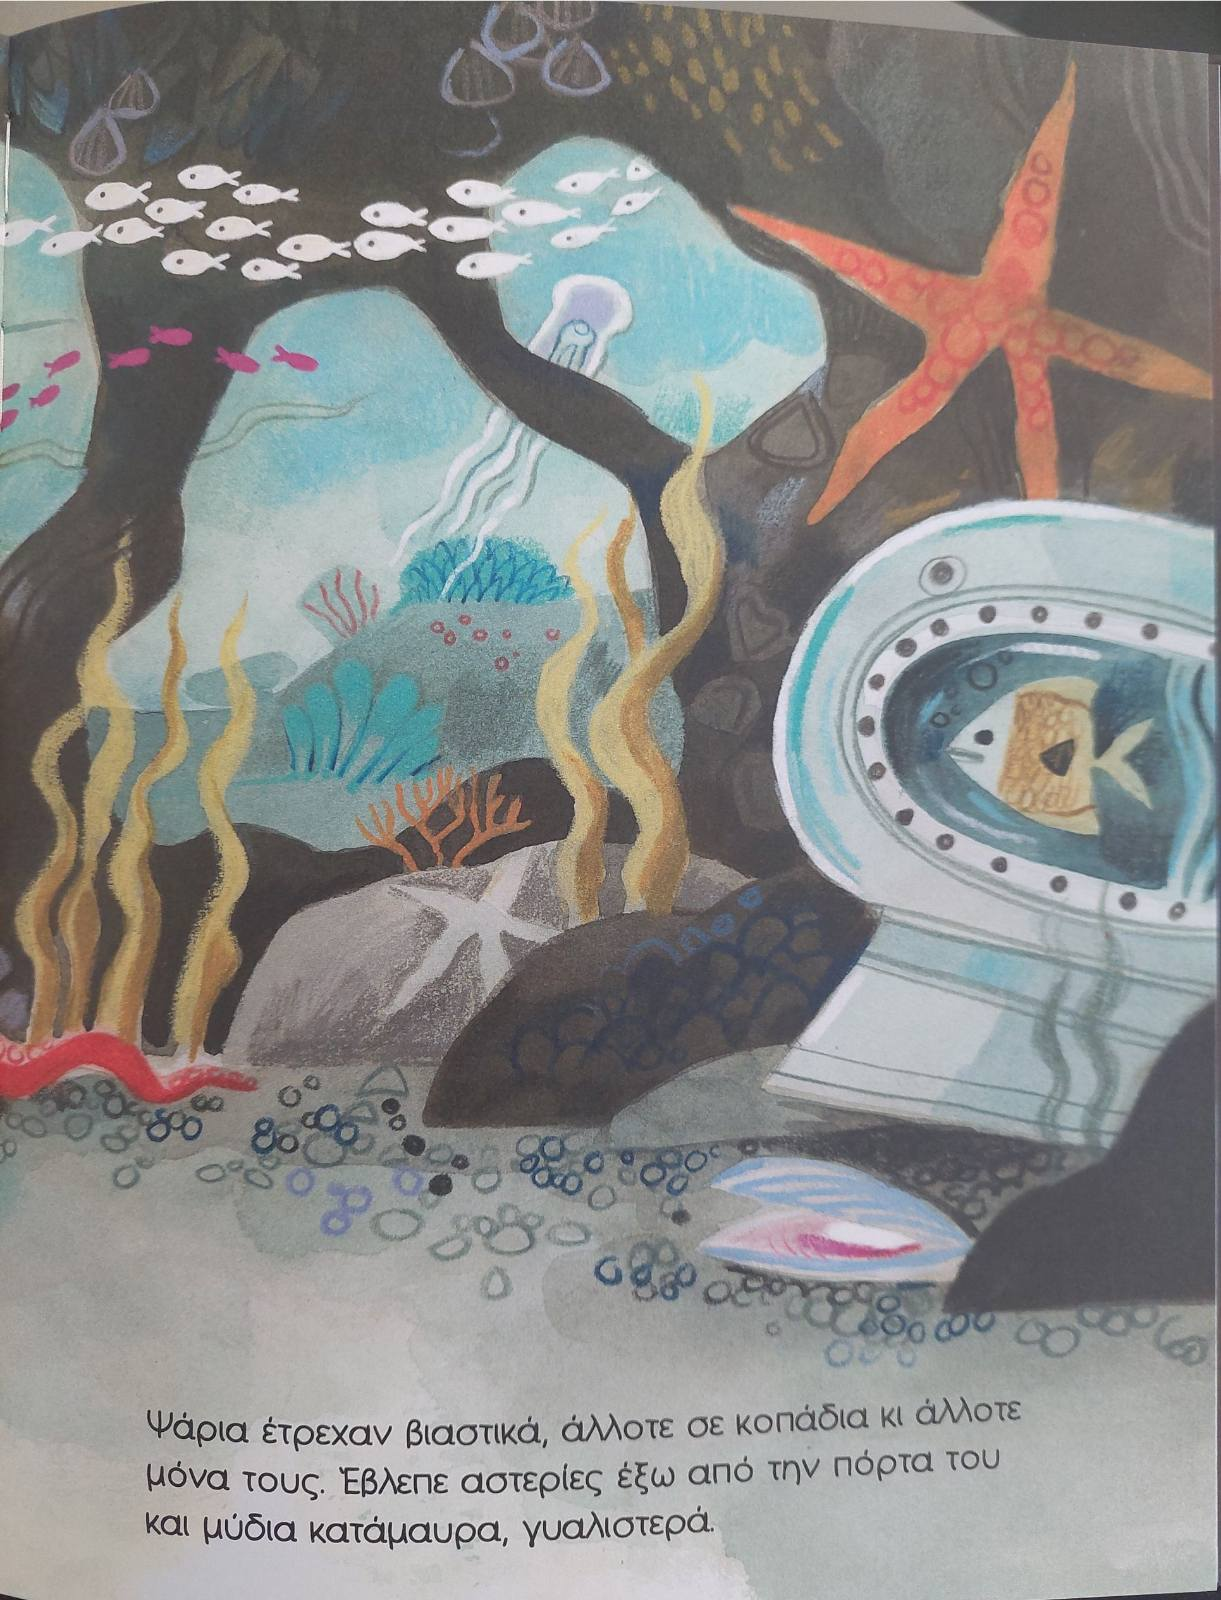 Ψάρια έτρεχαν βιαστικά, άλλοτε σε κοπάδια κι άλλοτε
μόνα τους. Έβλεπε αστερίες έξω από την πόρτα του
και μύδια κατάμαυρα, γυαλιστερά.